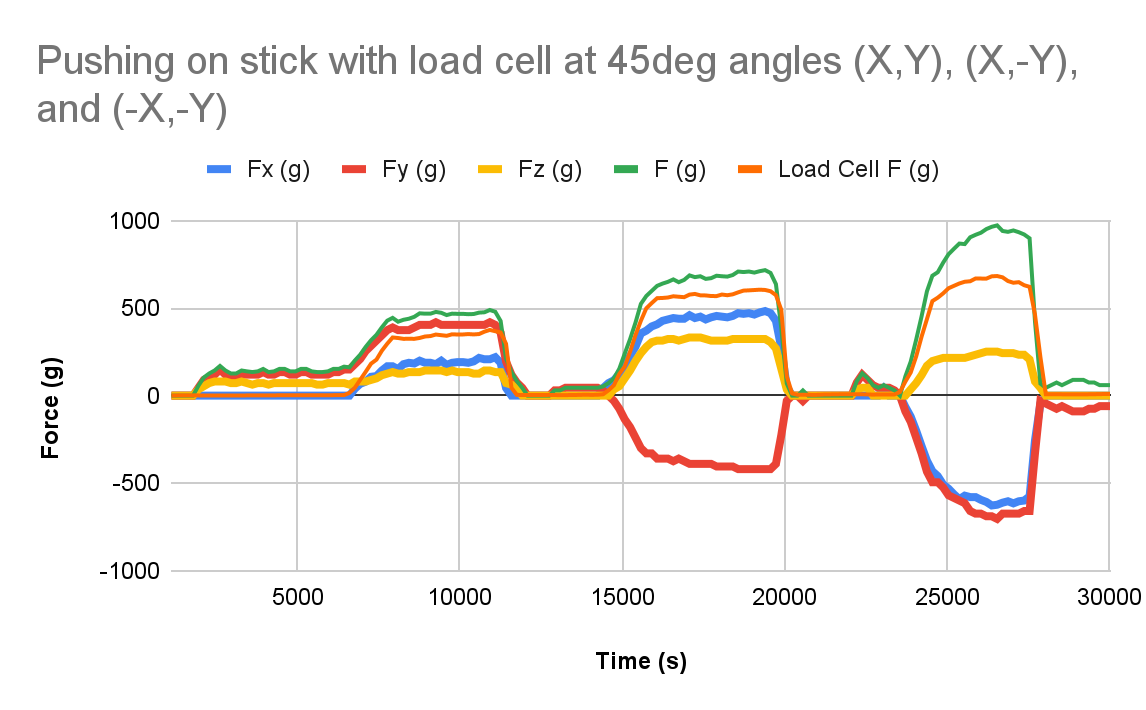 Pushing on stick with load cell at 45deg angles (X,Y), (X,-Y),
and (-X,-Y)
Fx (g) Fy (g) Fz (g) F (g) Load Cell F (g)
1000
500
0
-500
-1000
Force (g)
5000 10000 15000 20000 25000 30000
Time (s)